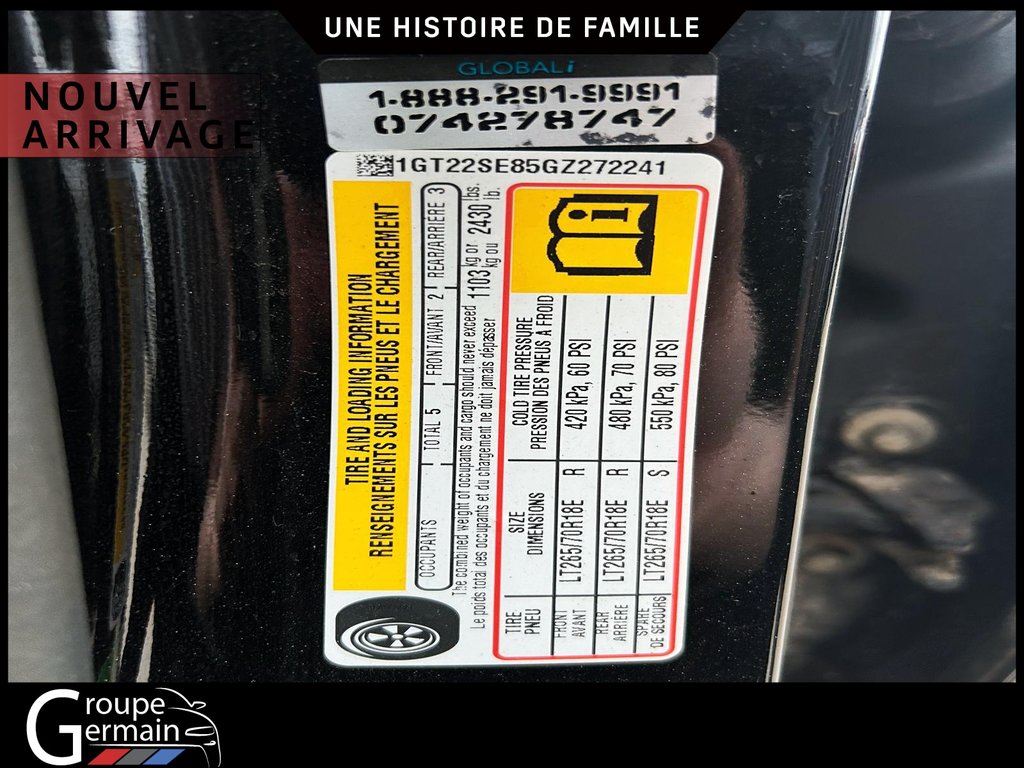 UNE HISTOIRE DE FAMILLE
NOUVEL
ARRIVAGE
GLOBALi
1-888-291-9991
074278747
1GT22SE85GZ272241
TIRE AND LOADING INFORMATION
RENSEIGNEMENTS SUR LES PNEUS ET LE CHARGEMENT
OCCUPANTS TOTAL 5 FRONT/AVANT 2 REAR/ARRIÈRE 3
The combined weight of occupants and cargo should never exceed 1103 kg or 2430 lbs.
Le poids total des occupants et du chargement ne doit jamais dépasser kg ou lb.
TIRE SIZE COLD TIRE PRESSURE
PNEU DIMENSIONS PRESSION DES PNEUS À FROID
FRONT LT265/70R18E R 420 kPa, 60 PSI
AVANT
REAR LT265/70R18E R 480 kPa, 70 PSI
ARRIÈRE
SPARE LT265/70R18E S 550 kPa, 80 PSI
DE SECOURS
Groupe
Germain